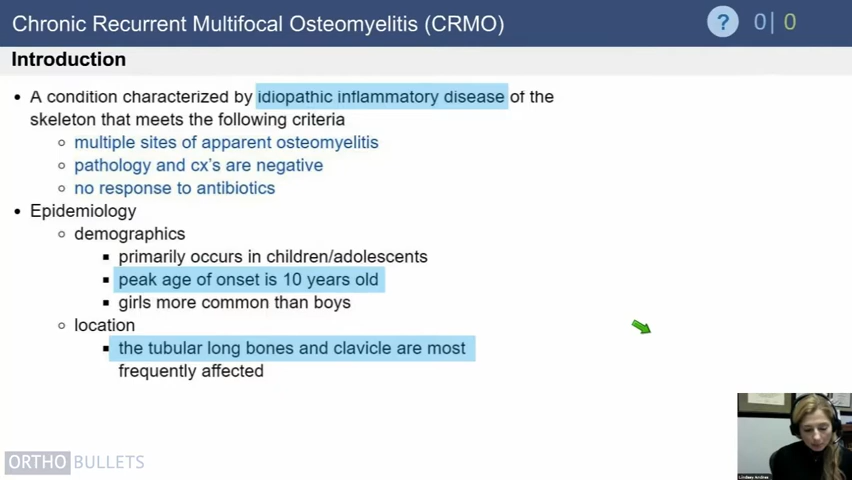 Chronic Recurrent Multifocal Osteomyelitis (CRMO)
? 0| 0
Introduction
• A condition characterized by idiopathic inflammatory disease of the
skeleton that meets the following criteria
multiple sites of apparent osteomyelitis
pathology and cx's are negative
no response to antibiotics
• Epidemiology
demographics
primarily occurs in children/adolescents
peak age of onset is 10 years old
girls more common than boys
location
the tubular long bones and clavicle are most
frequently affected
ORTHO BULLETS